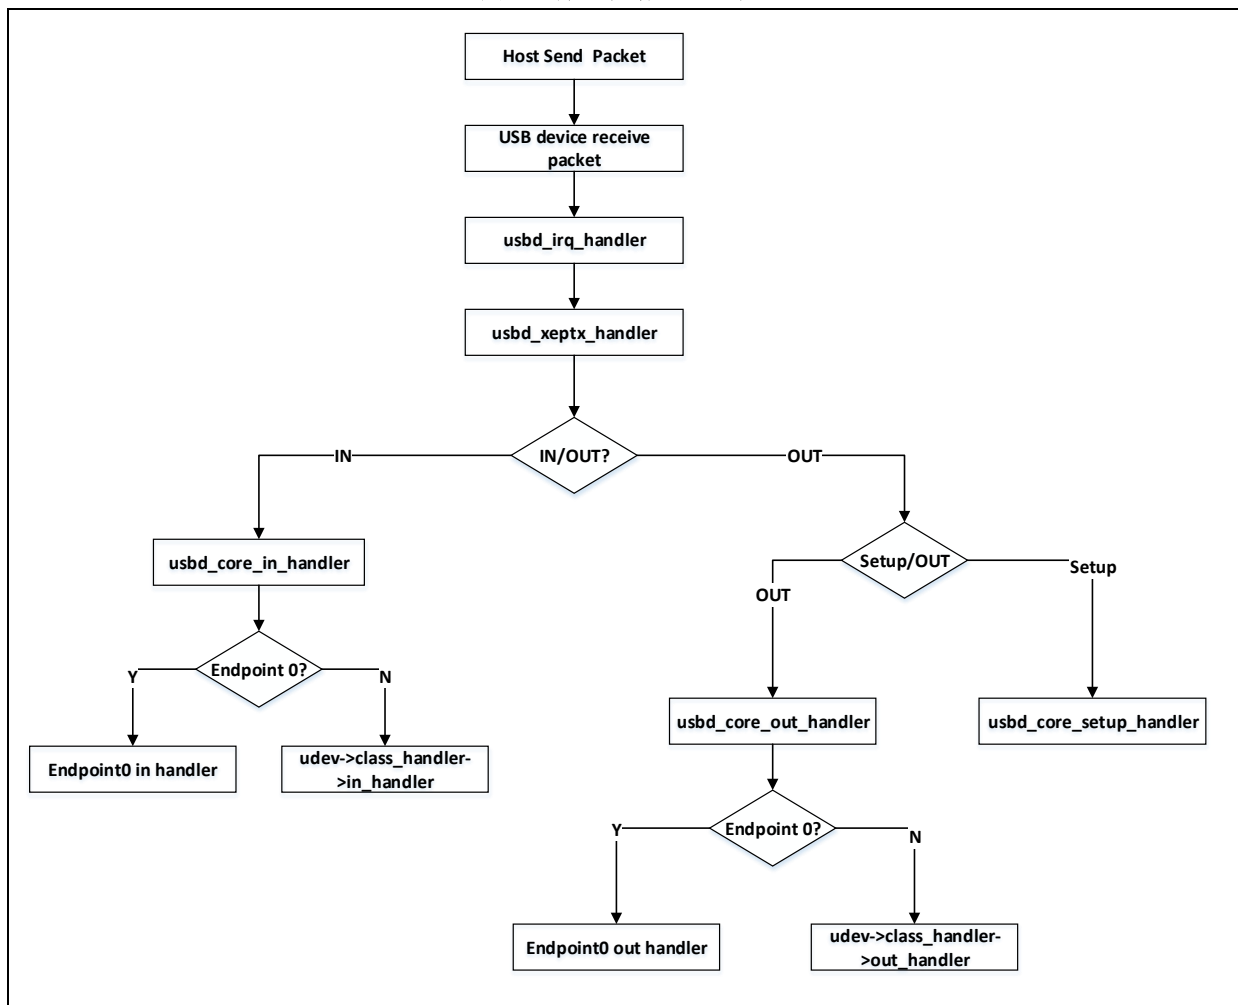 Host Send Packet
USB device receive
packet
usbd_irq_handler
usbd_xeptx_handler
IN/OUT?
IN
OUT
usbd_core_in_handler
Setup/OUT
OUT
Setup
Endpoint 0?
Y
N
usbd_core_out_handler
usbd_core_setup_handler
Endpoint0 in handler
udev->class_handler-
>in_handler
Endpoint 0?
Y
N
Endpoint0 out handler
udev->class_handler-
>out_handler